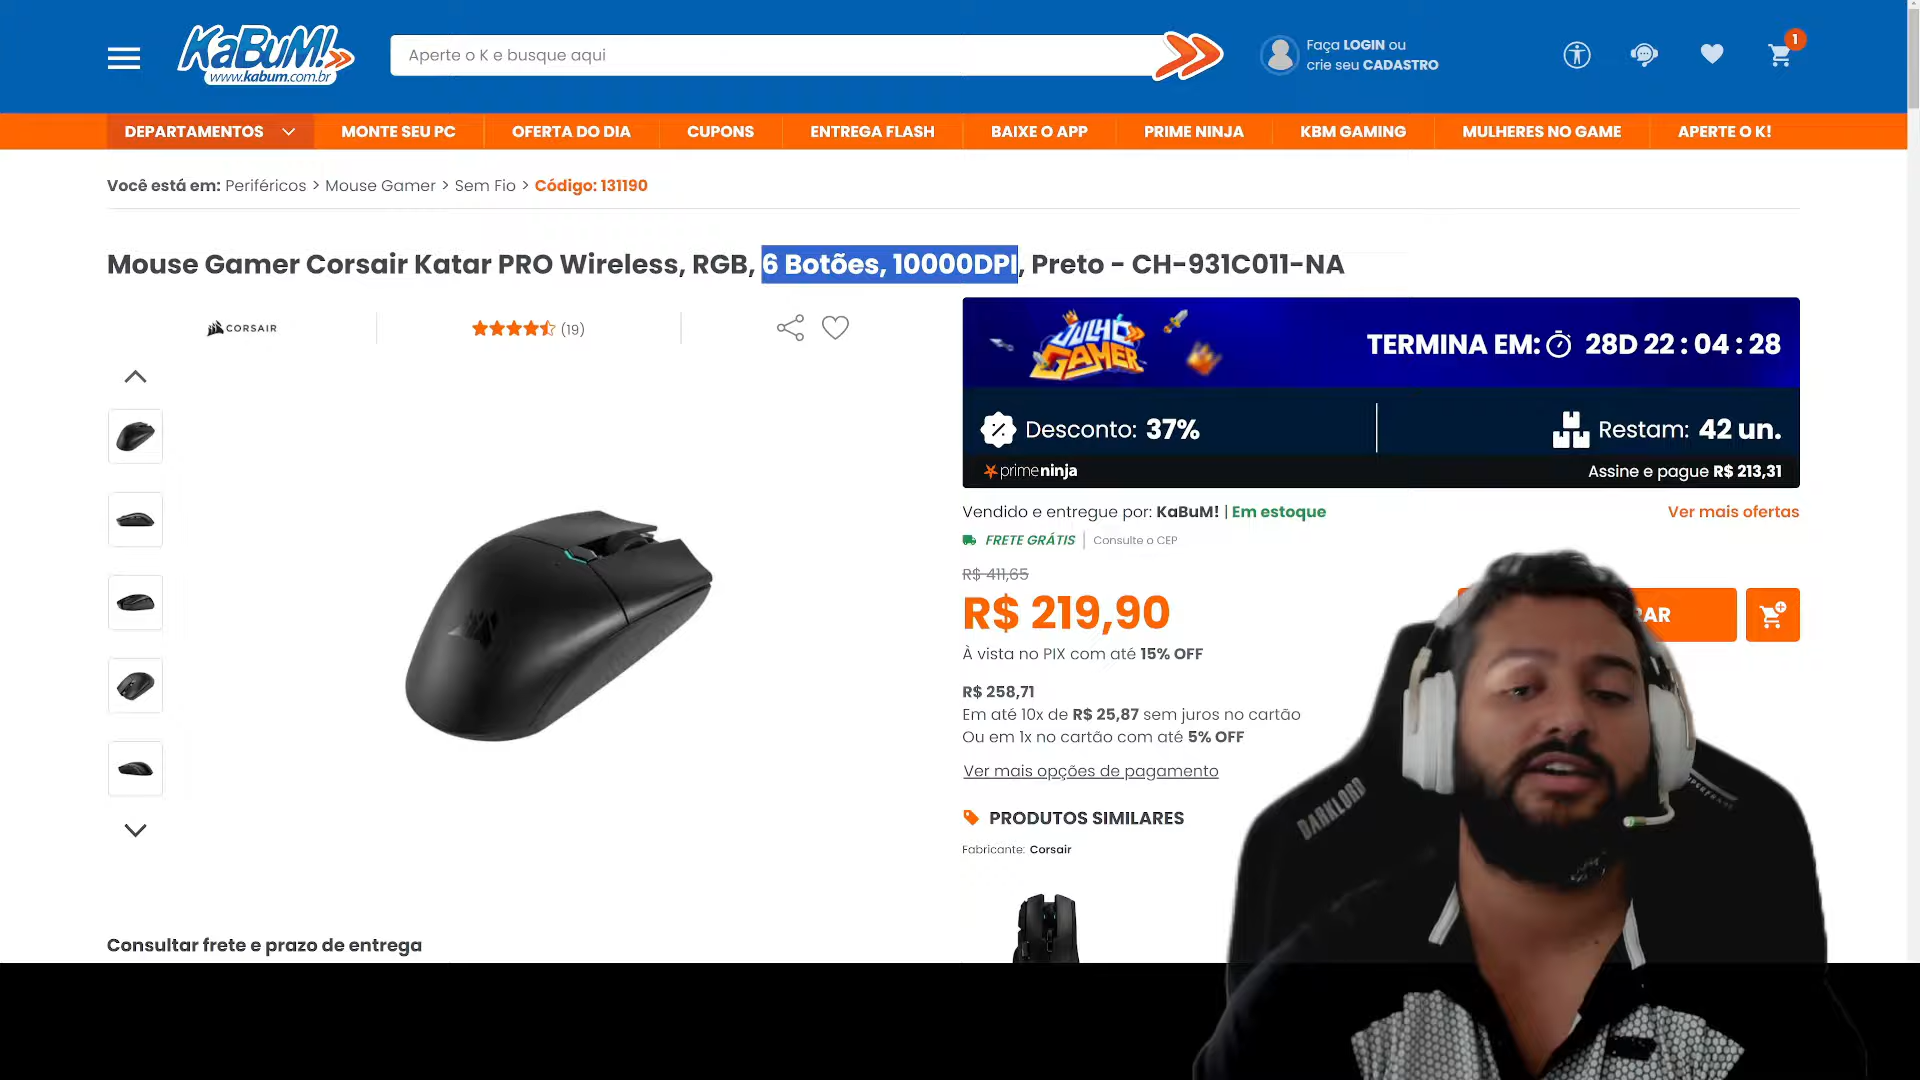 KaBuM!
www.kabum.com.br
Aperte o K e busque aqui
Faça LOGIN ou
crie seu CADASTRO
1
DEPARTAMENTOS
MONTE SEU PC
OFERTA DO DIA
CUPONS
ENTREGA FLASH
BAIXE O APP
PRIME NINJA
KBM GAMING
MULHERES NO GAME
APERTE O K!
Você está em: Periféricos > Mouse Gamer > Sem Fio > Código: 131190
Mouse Gamer Corsair Katar PRO Wireless, RGB, 6 Botões, 10000DPI, Preto - CH-931C011-NA
CORSAIR
(19)
JULHO
GAMER
TERMINA EM: 28D 22 : 04 : 28
Desconto: 37%
Restam: 42 un.
primeninja
Assine e pague R$ 213,31
Vendido e entregue por: KaBuM! | Em estoque
Ver mais ofertas
FRETE GRÁTIS
Consulte o CEP
R$ 411,65
R$ 219,90
RAR
À vista no PIX com até 15% OFF
R$ 258,71
Em até 10x de R$ 25,87 sem juros no cartão
Ou em 1x no cartão com até 5% OFF
Ver mais opções de pagamento
PRODUTOS SIMILARES
Fabricante: Corsair
DARKLORD
Consultar frete e prazo de entrega